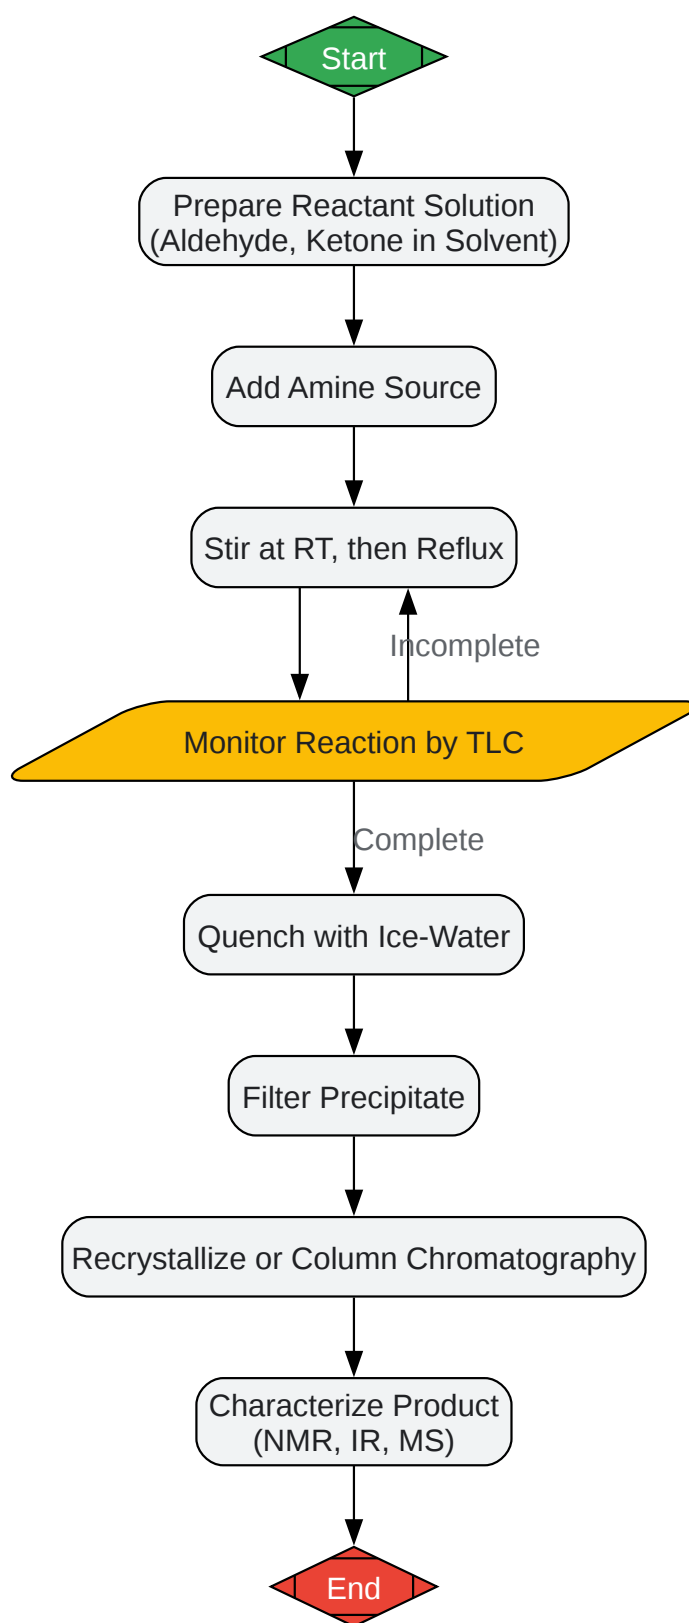 Start
Prepare Reactant Solution
(Aldehyde, Ketone in Solvent)
Add Amine Source
Stir at RT, then Reflux
Incomplete
Monitor Reaction by TLC
Complete
Quench with Ice-Water
Filter Precipitate
Recrystallize or Column Chromatography
Characterize Product
(NMR, IR, MS)
End